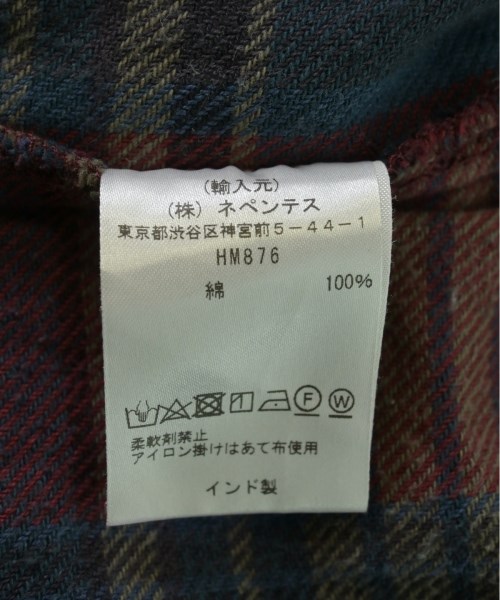 (輸入元)
(株) ネペンテス
東京都渋谷区神宮前5-44-1
HM876
綿 100%
F W
柔軟剤禁止
アイロン掛けはあて布使用
インド製